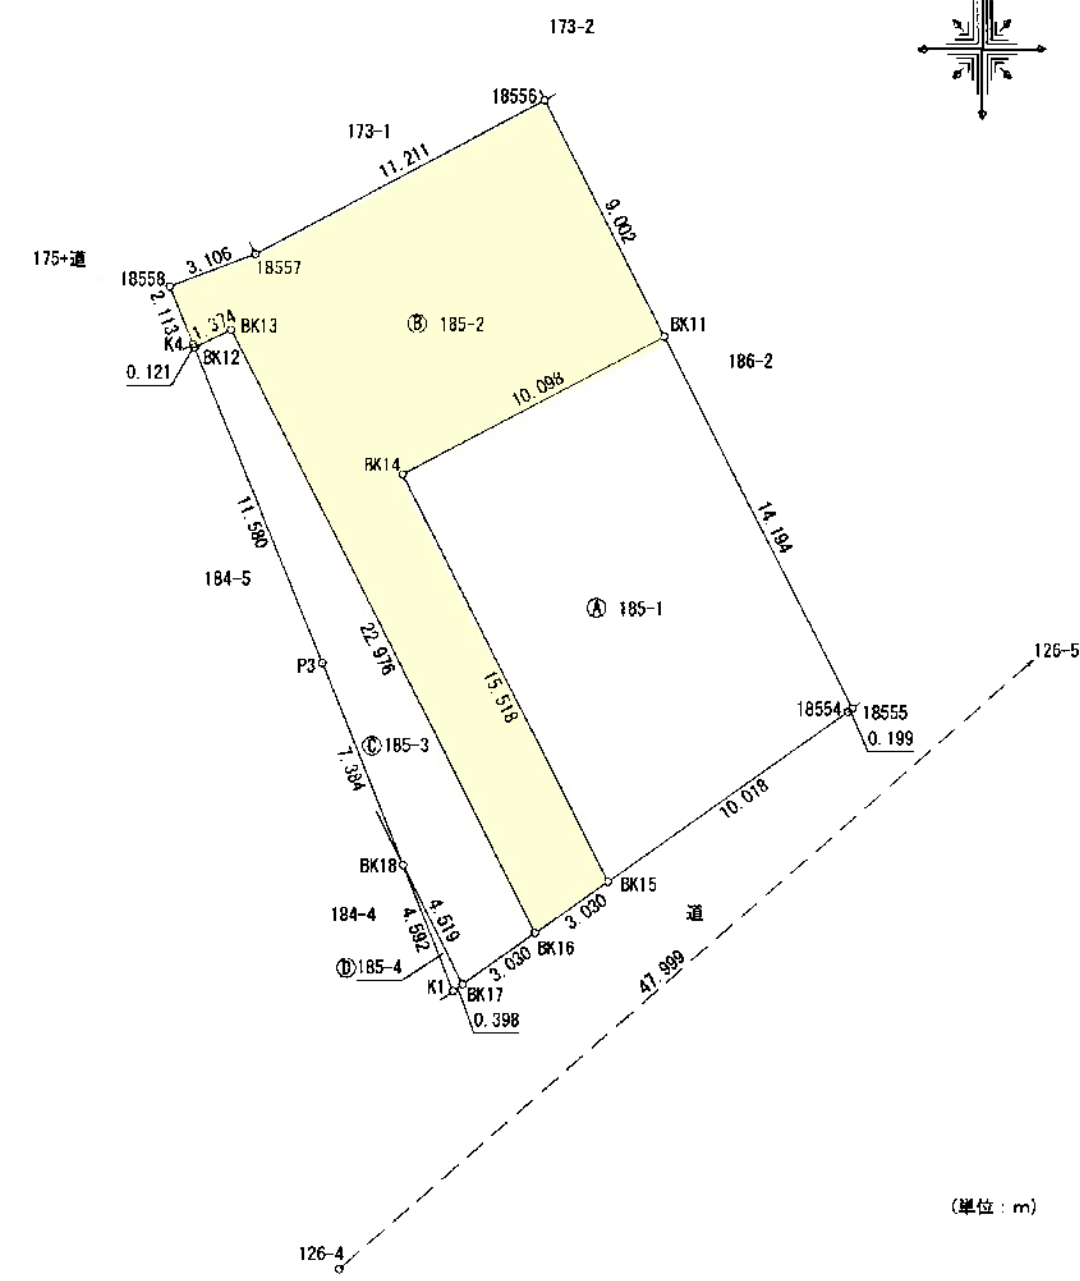 173-2
18556
173-1
11.211
9.002
175+道
3.106
18557
18558
2.113
1.374
BK13
Ⓑ 185-2
BK11
K4
BK12
186-2
0.121
10.098
BK14
11.580
14.194
184-5
Ⓐ 185-1
22.976
126-5
P3
15.518
18554
18555
0.199
Ⓒ185-3
7.384
10.018
BK18
BK15
184-4
4.592
4.519
3.030
道
BK16
Ⓓ185-4
3.030
47.999
K1
BK17
0.398
(単位：m)
126-4